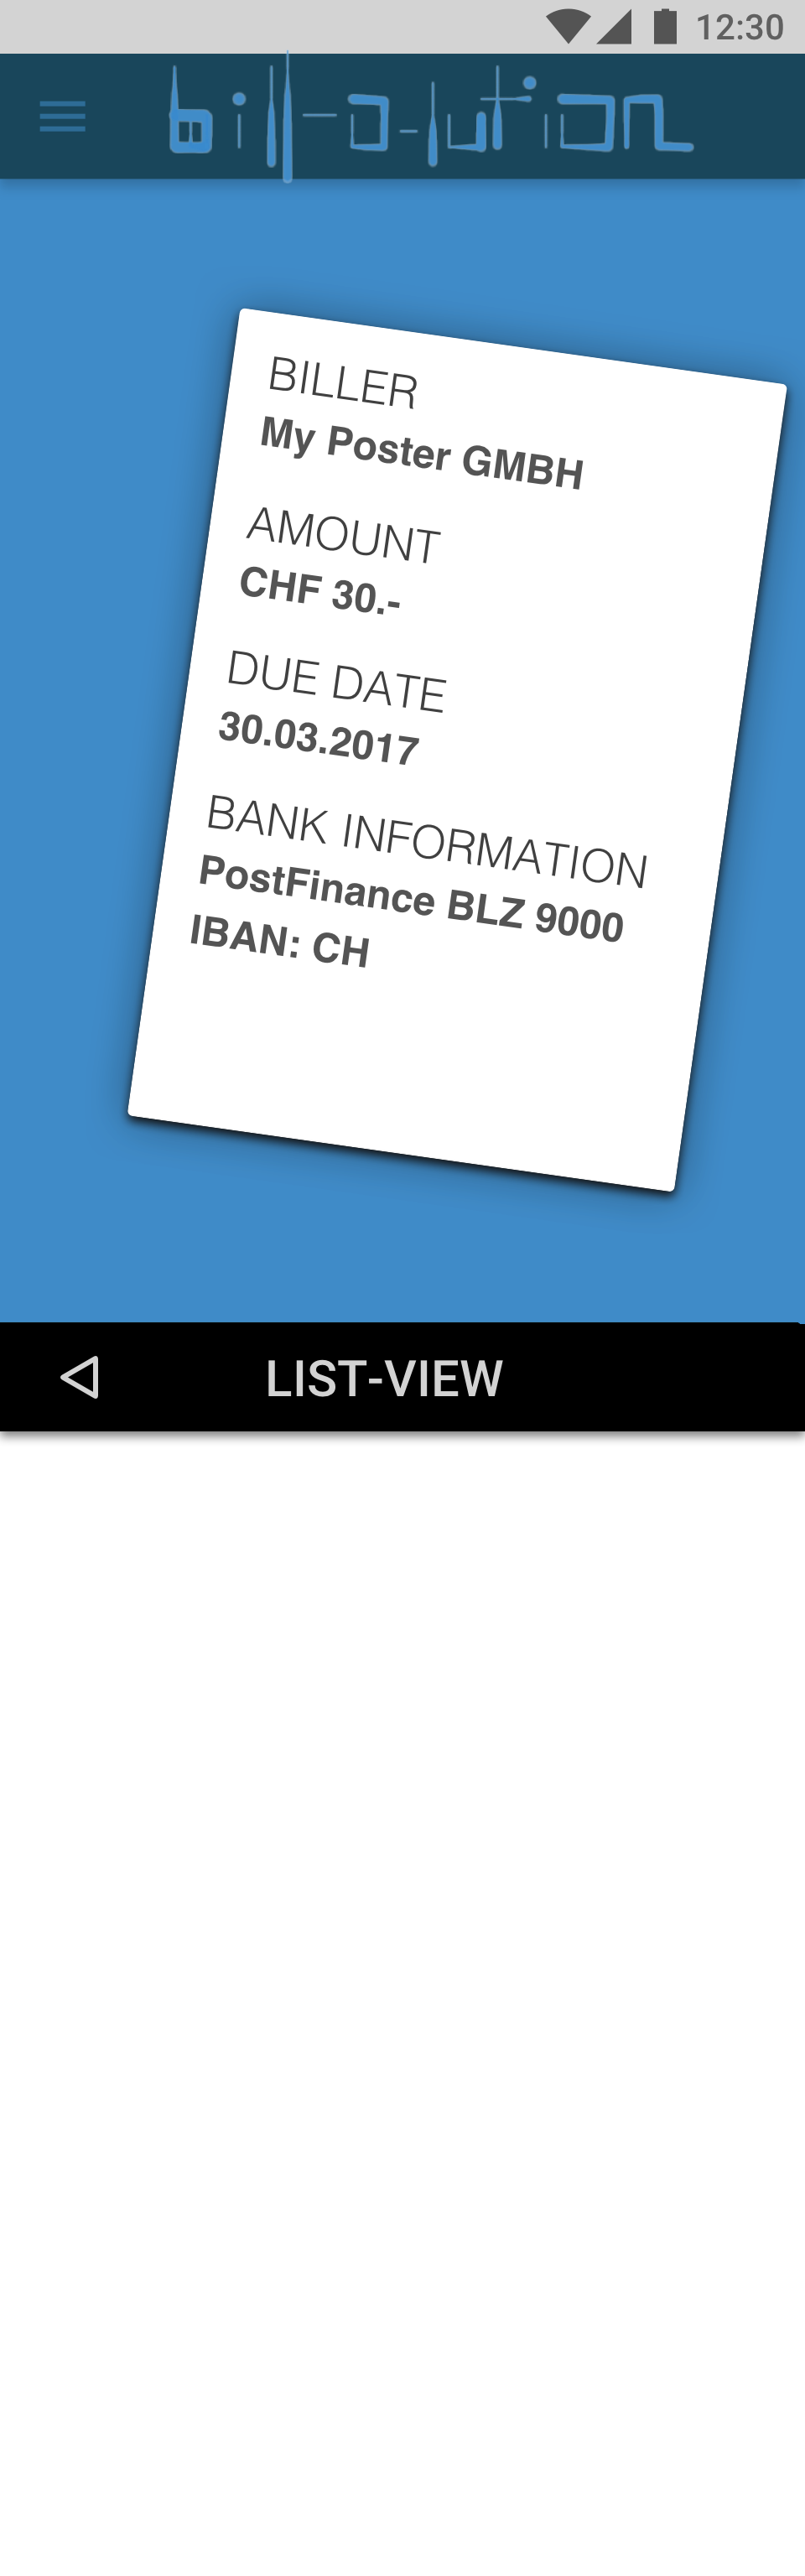 12:30
bill-o-lution
BILLER
My Poster GMBH
AMOUNT
CHF 30.-
DUE DATE
30.03.2017
BANK INFORMATION
PostFinance BLZ 9000
IBAN: CH
LIST-VIEW